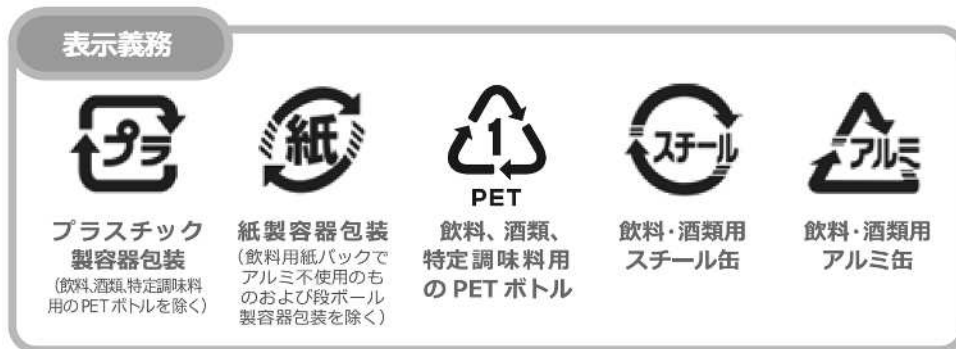 表示義務
プラ
プラスチック
製容器包装
(飲料､酒類､特定調味料
用のPETボトルを除く)
紙
紙製容器包装
(飲料用紙パックで
アルミ不使用のも
のおよび段ボール
製容器包装を除く)
1
PET
飲料、酒類、
特定調味料用
の PET ボトル
スチール
飲料・酒類用
スチール缶
アルミ
飲料・酒類用
アルミ缶